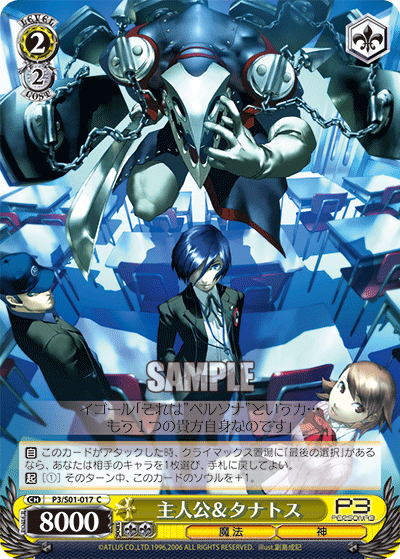 LEVEL
2
2
COST
SAMPLE
イゴール「それは“ペルソナ”という力…
もう1つの貴方自身なのです」
自 このカードがアタックした時、クライマックス置場に「最後の選択」があるなら、あなたは相手のキャラを1枚選び、手札に戻してよい。
起 [①] そのターン中、このカードのソウルを＋1。
CH P3/S01-017 C
8000
主人公&タナトス
魔法 神
P3
PERSONA3
©ATLUS CO.,LTD.1996,2006 ALL RIGHTS RESERVED. illust.副島成記